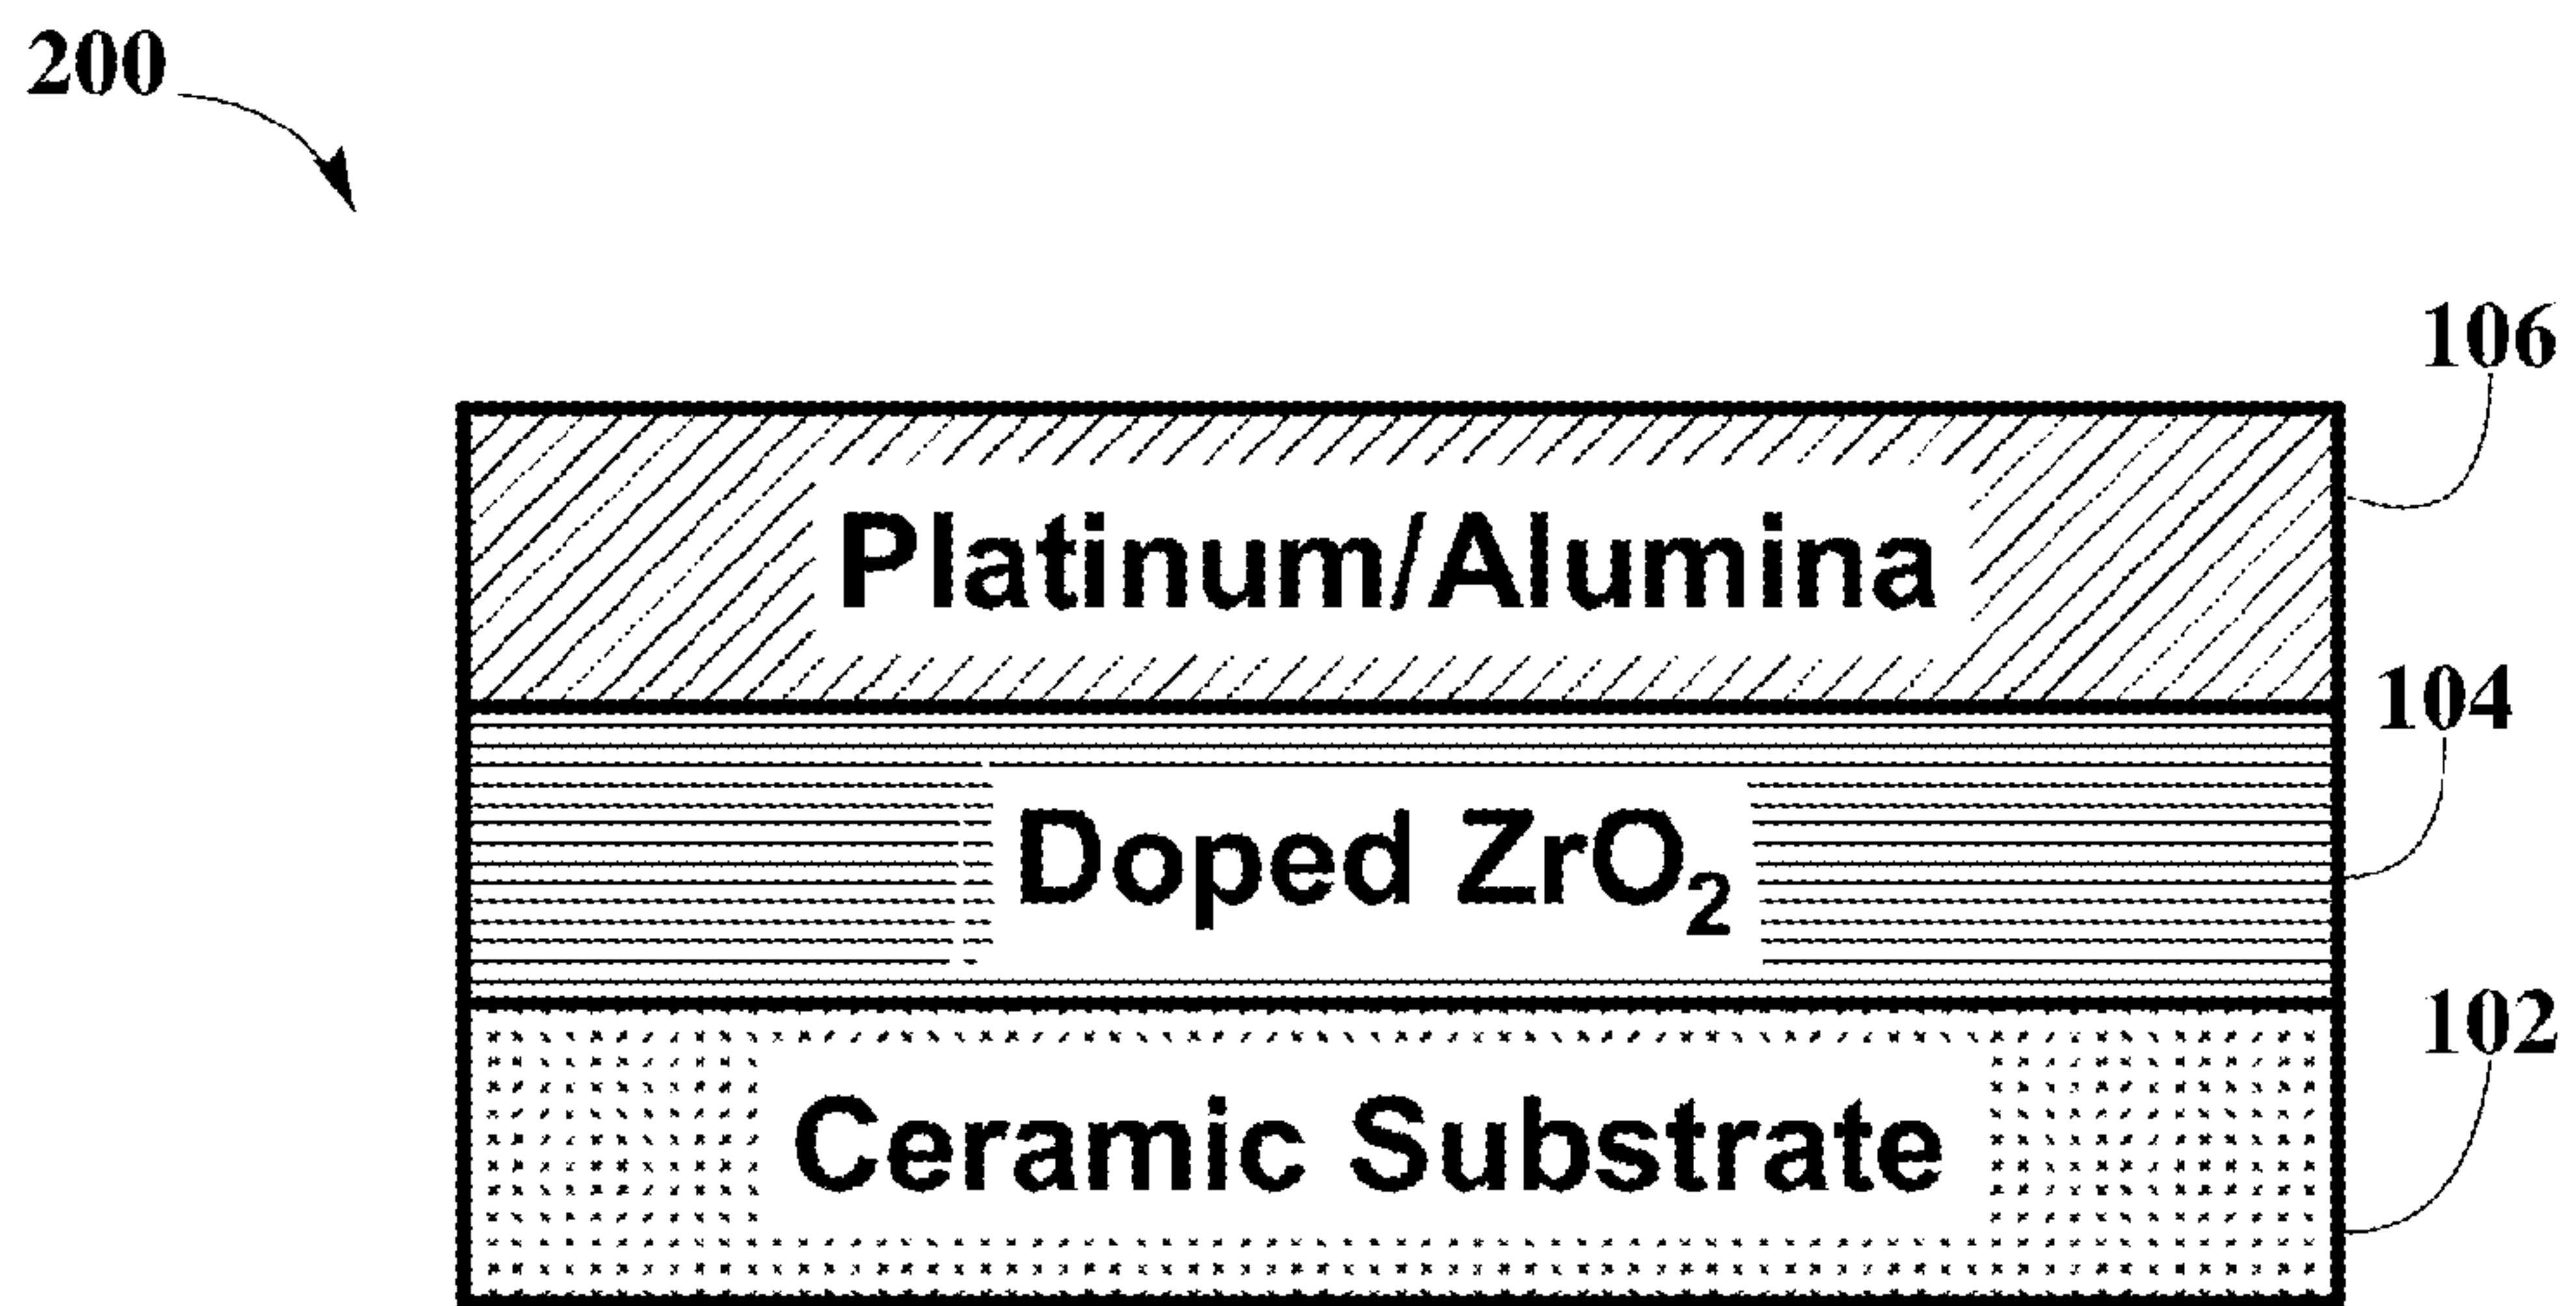 200
106
Platinum/Alumina
104
Doped ZrO₂
102
Ceramic Substrate